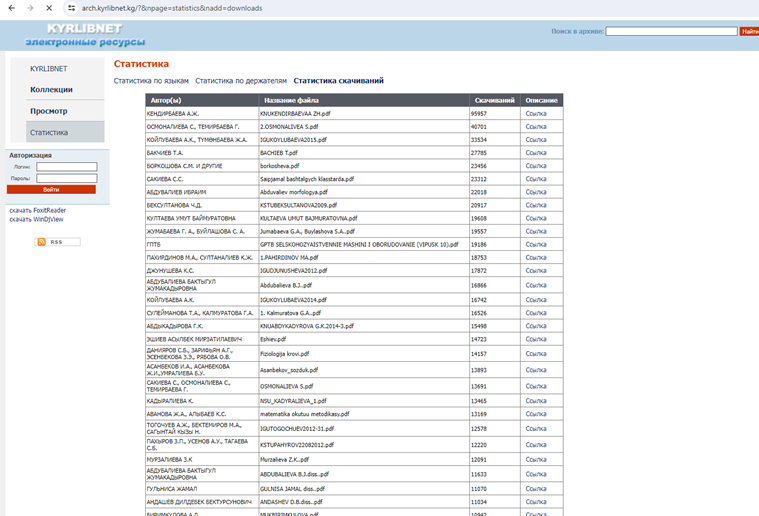 arch.kyrlibnet.kg/?&npage=statistics&nadd=downloads
KYRLIBNET
электронные ресурсы
Поиск в архиве:
Найти
KYRLIBNET
Коллекции
Просмотр
Статистика
Авторизация
Логин:
Пароль:
Войти
скачать FoxitReader
скачать WinDjView
RSS
Статистика
Статистика по языкам Статистика по держателям Статистика скачиваний
Автор(ы) Название файла Скачиваний Описание
КЕНДИРБАЕВА А.Ж. KNUKENDIRBAEVAA ZH.pdf 95957 Ссылка
ОСМОНАЛИЕВА С., ТЕМИРБАЕВА Г. 2.OSMONALIVEA S.pdf 40701 Ссылка
КОЙЛУБАЕВА А.К., ТУМӨНБАЕВА Ж.А. IGUKOYLUBAEVA2015.pdf 33534 Ссылка
БАКЧИЕВ Т.А. BACHIEB T.pdf 27785 Ссылка
БОРКОШОВА С.М. И ДРУГИЕ borkosheva.pdf 23456 Ссылка
САКИЕВА С.С. Saipjamal bashtalgych klasstarda.pdf 23312 Ссылка
АБДУВАЛИЕВ ИБРАИМ Abduvaliev morfologya.pdf 22018 Ссылка
БЕКСУЛТАНОВА Ч.Д. KSTUBEKSULTANOVA2009.pdf 20917 Ссылка
КУЛТАЕВА УМУТ БАЙМУРАТОВНА KULTAEVA UMUT BAJMURATOVNA.pdf 19608 Ссылка
ЖУМАБАЕВА Г. А., БУЙЛАШОВА С. А. Jumabaeva G.A., Buylashova S.A..pdf 19557 Ссылка
ГПТБ GPTB SELSKOHOZYAISTVENNIE MASHINI I OBORUDOVANIE (VIPUSK 10).pdf 19186 Ссылка
ПАХИРДИНОВ М.А., СУЛТАНАЛИЕВ К.Ж. 1.PAHIRDINOV MA.pdf 18753 Ссылка
ДЖУНУШЕВА К.С. IGUDJUNUSHEVA2012.pdf 17872 Ссылка
АБДУБАЛИЕВА БАКТЫГУЛ
ЖУМАКАДЫРОВНА Abdubalieva B.J..pdf 16866 Ссылка
КОЙЛУБАЕВА А.К. IGUKOYLUBAEVA2014.pdf 16742 Ссылка
СУЛЕЙМАНОВА Т.А., КАЛМУРАТОВА Г.А. 1. Kalmuratova G.A..pdf 16526 Ссылка
АБДЫКАДЫРОВА Г.К. KNUABDYKADYROVA G.K.2014-3.pdf 15498 Ссылка
ЭШИЕВ АСЫЛБЕК МИРЗАТИЛАЕВИЧ Eshiev.pdf 14723 Ссылка
ДАНИЯРОВ С.Б., ЗАРИФЬЯН А.Г.,
ЭСЕНБЕКОВА З.Э., РЯБОВА О.В. Fiziologija krovi.pdf 14157 Ссылка
АСАНБЕКОВ И.А., АСАНБЕКОВА
Ж.И.,УМРАЛИЕВА Б.У. Asanbekov_sozduk.pdf 13893 Ссылка
САКИЕВА С., ОСМОНАЛИЕВА С.,
ТЕМИРБАЕВА Г. OSMONALIEVA S.pdf 13691 Ссылка
КАДЫРАЛИЕВА К. NSU_KADYRALIEVA_1.pdf 13465 Ссылка
АВАНОВА Ж.А., АЛЫБАЕВ К.С. matematika okutuu metodikasy.pdf 13169 Ссылка
ТОГОЧУЕВ А.Ж., БЕКТЕМИРОВ М.А.,
САГЫНТАЙ КЫЗЫ Н. IGUTOGOCHUEV2012-31.pdf 12578 Ссылка
ПАХЫРОВ З.П., УСЕНОВ А.У., ТАГАЕВА
С.Б. KSTUPAHYROV22082012.pdf 12220 Ссылка
МУРЗАЛИЕВА З.К Murzalieva Z.K..pdf 12091 Ссылка
АБДУБАЛИЕВА БАКТЫГУЛ
ЖУМАКАДЫРОВНА ABDUBALIEVA B.J.diss..pdf 11633 Ссылка
ГУЛЬНИСА ЖАМАЛ GULNISA JAMAL diss..pdf 11070 Ссылка
АНДАШЕВ ДИЛДЕБЕК БЕКТУРСУНОВИЧ ANDASHEV D.B.diss..pdf 11034 Ссылка
БИРИМКУЛОВА А.Д. MUKBIRIMKULOVA.pdf 10942 Ссылка